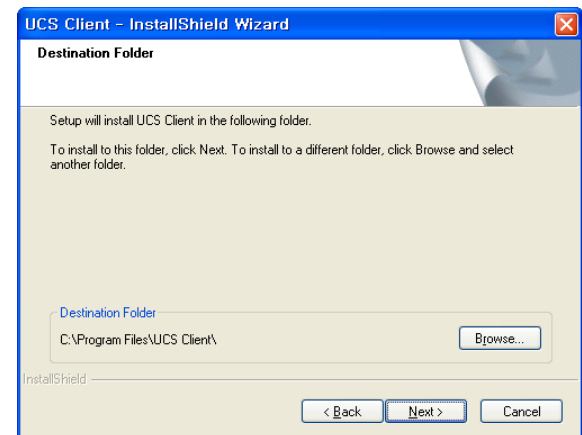 UCS Client - InstallShield Wizard
Destination Folder
Setup will install UCS Client in the following folder.
To install to this folder, click Next. To install to a different folder, click Browse and select
another folder.
Destination Folder
C:\Program Files\UCS Client\
Browse...
InstallShield
< Back
Next >
Cancel